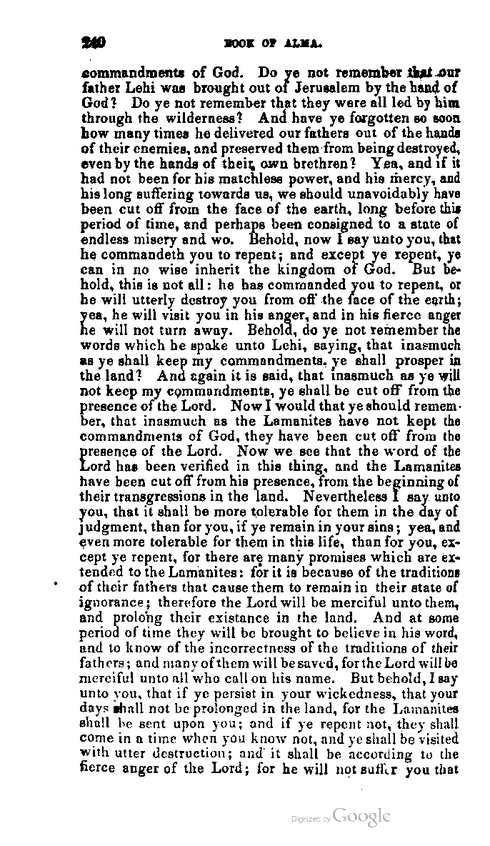 240 BOOK OF ALMA.
commandments of God. Do ye not remember that our
father Lehi was brought out of Jerusalem by the hand of
God? Do ye not remember that they were all led by him
through the wilderness? And have ye forgotten so soon
how many times he delivered our fathers out of the hands
of their enemies, and preserved them from being destroyed,
even by the hands of their own brethren? Yea, and if it
had not been for his matchless power, and his mercy, and
his long suffering towards us, we should unavoidably have
been cut off from the face of the earth, long before this
period of time, and perhaps been consigned to a state of
endless misery and wo. Behold, now I say unto you, that
he commandeth you to repent; and except ye repent, ye
can in no wise inherit the kingdom of God. But be-
hold, this is not all: he has commanded you to repent, or
he will utterly destroy you from off the face of the earth;
yea, he will visit you in his anger, and in his fierce anger
he will not turn away. Behold, do ye not remember the
words which he spake unto Lehi, saying, that inasmuch
as ye shall keep my commandments, ye shall prosper in
the land? And again it is said, that inasmuch as ye will
not keep my commandments, ye shall be cut off from the
presence of the Lord. Now I would that ye should remem-
ber, that inasmuch as the Lamanites have not kept the
commandments of God, they have been cut off from the
presence of the Lord. Now we see that the word of the
Lord has been verified in this thing, and the Lamanites
have been cut off from his presence, from the beginning of
their transgressions in the land. Nevertheless I say unto
you, that it shall be more tolerable for them in the day of
judgment, than for you, if ye remain in your sins; yea, and
even more tolerable for them in this life, than for you, ex-
cept ye repent, for there are many promises which are ex-
tended to the Lamanites: for it is because of the traditions
of their fathers that cause them to remain in their state of
ignorance; therefore the Lord will be merciful unto them,
and prolong their existance in the land. And at some
period of time they will be brought to believe in his word,
and to know of the incorrectness of the traditions of their
fathers; and many of them will be saved, for the Lord will be
merciful unto all who call on his name. But behold, I say
unto you, that if ye persist in your wickedness, that your
days shall not be prolonged in the land, for the Lamanites
shall be sent upon you; and if ye repent not, they shall
come in a time when you know not, and ye shall be visited
with utter destruction; and it shall be according to the
fierce anger of the Lord; for he will not suffer you that
Digitized by Google